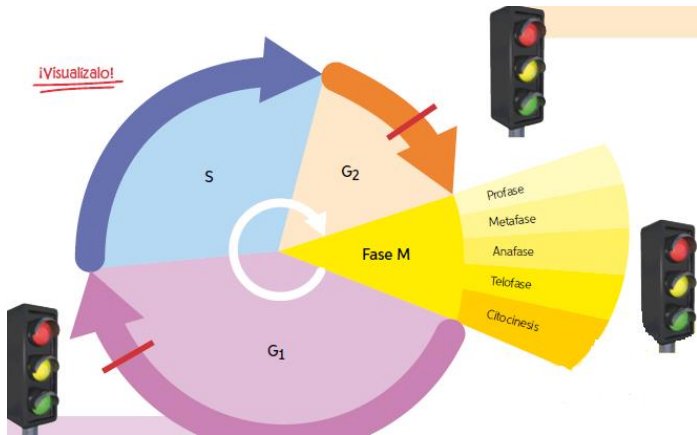 ¡Visualízalo!
S
G2
Profase
Metafase
Fase M
Anafase
Telofase
Citocinesis
G1